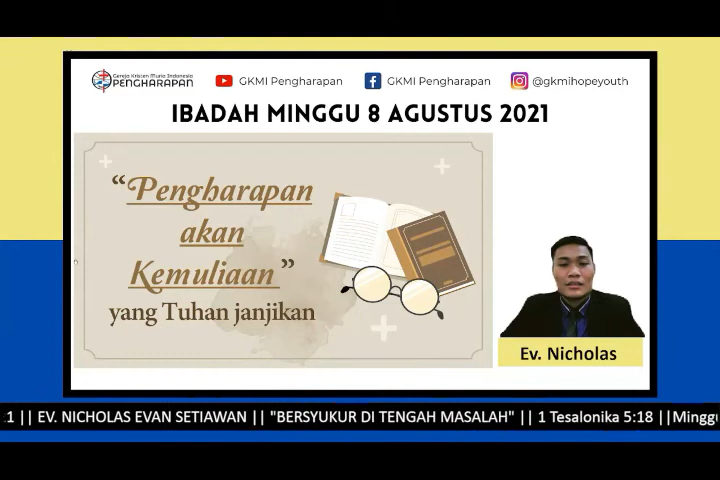 Gereja Kristen Muria Indonesia
PENGHARAPAN
GKMI Pengharapan
GKMI Pengharapan
@gkmihopeyouth
IBADAH MINGGU 8 AGUSTUS 2021
“Pengharapan
akan
Kemuliaan”
yang Tuhan janjikan
Ev. Nicholas
.1 || EV. NICHOLAS EVAN SETIAWAN || "BERSYUKUR DI TENGAH MASALAH" || 1 Tesalonika 5:18 ||Minggu